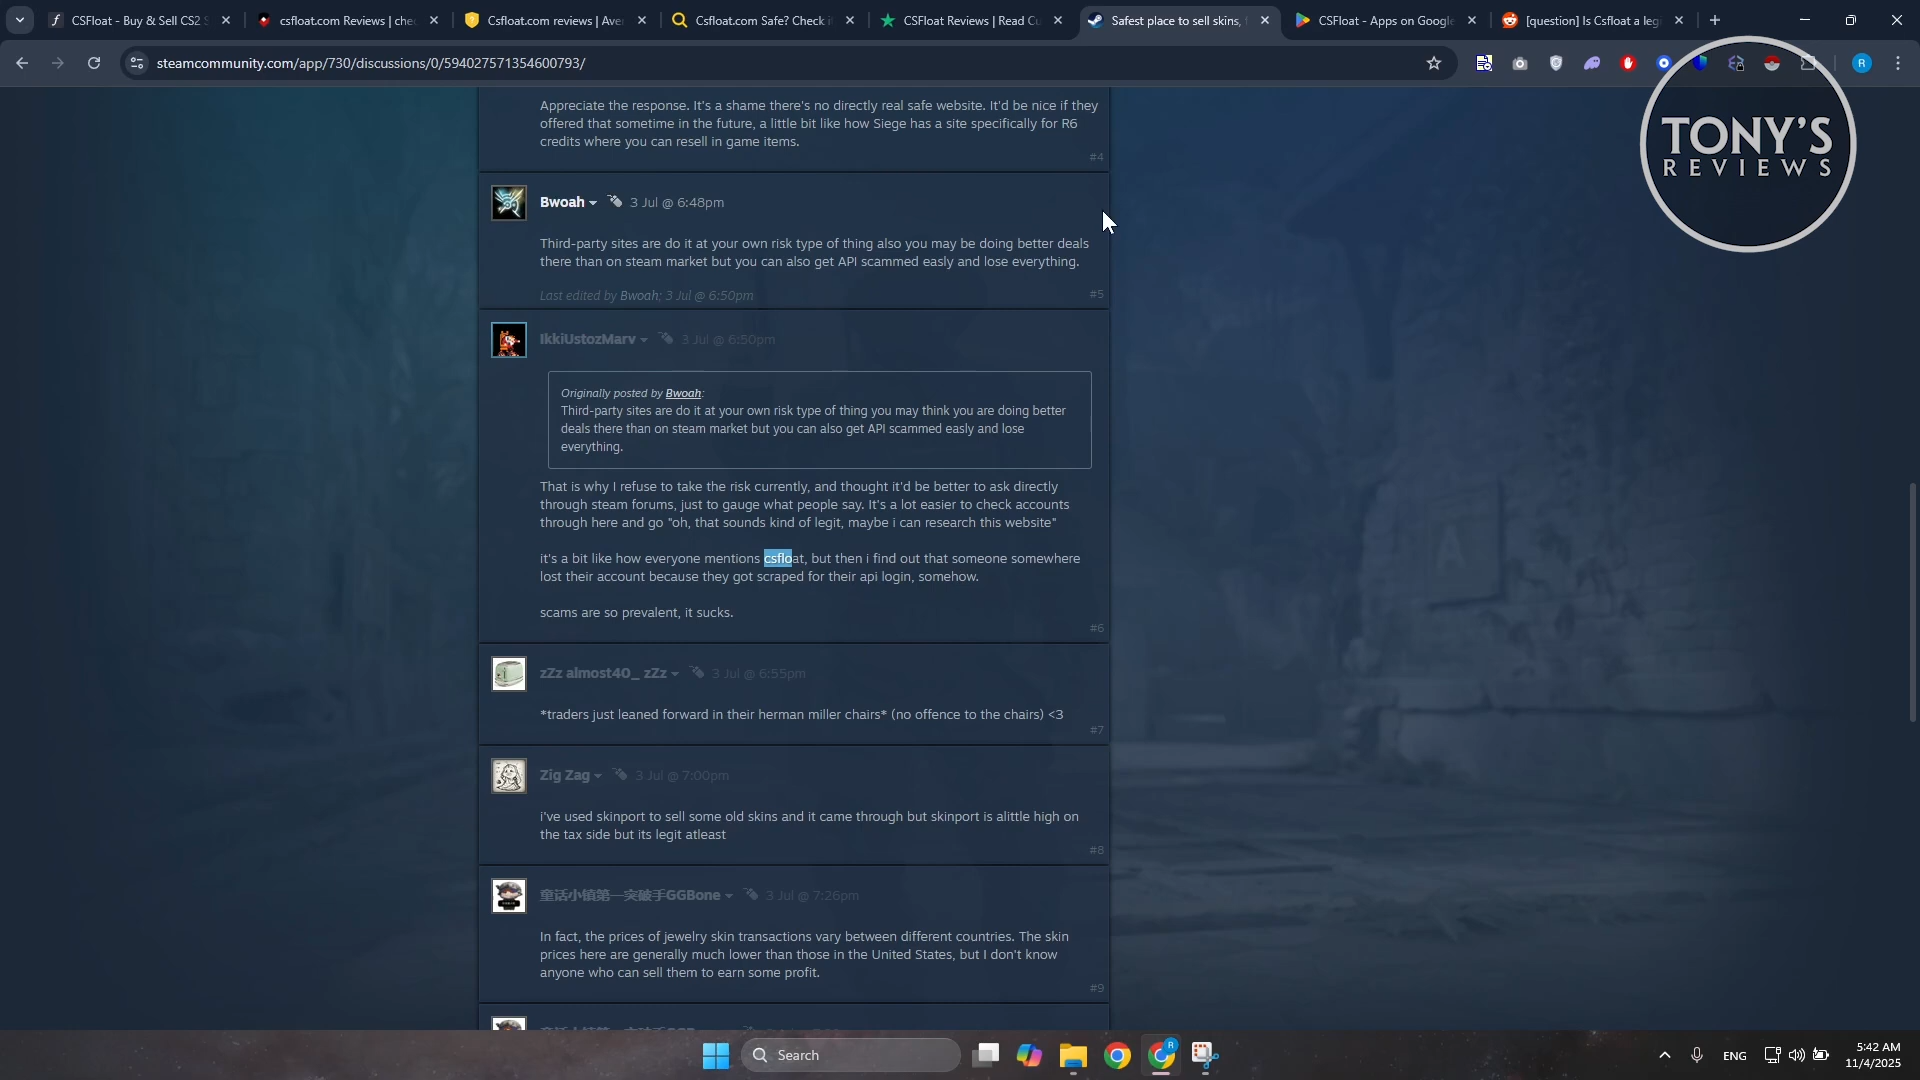 CSFloat - Buy & Sell CS2 S
csfloat.com Reviews | che
Csfloat.com reviews | Ave
Csfloat.com Safe? Check i
CSFloat Reviews | Read Cu
Safest place to sell skins,
CSFloat - Apps on Google
[question] Is Csfloat a leg
steamcommunity.com/app/730/discussions/0/594027571354600793/
R
TONY'S
REVIEWS
Appreciate the response. It's a shame there's no directly real safe website. It'd be nice if they
offered that sometime in the future, a little bit like how Siege has a site specifically for R6
credits where you can resell in game items.
#4
Bwoah 3 Jul @ 6:48pm
Third-party sites are do it at your own risk type of thing also you may be doing better deals
there than on steam market but you can also get API scammed easly and lose everything.
Last edited by Bwoah; 3 Jul @ 6:50pm
#5
IkkiUstozMarv 3 Jul @ 6:50pm
Originally posted by Bwoah:
Third-party sites are do it at your own risk type of thing you may think you are doing better
deals there than on steam market but you can also get API scammed easly and lose
everything.
That is why I refuse to take the risk currently, and thought it'd be better to ask directly
through steam forums, just to gauge what people say. It's a lot easier to check accounts
through here and go "oh, that sounds kind of legit, maybe i can research this website"
it's a bit like how everyone mentions csfloat, but then i find out that someone somewhere
lost their account because they got scraped for their api login, somehow.
scams are so prevalent, it sucks.
#6
zZz almost40_ zZz 3 Jul @ 6:55pm
*traders just leaned forward in their herman miller chairs* (no offence to the chairs) <3
#7
Zig Zag 3 Jul @ 7:00pm
i've used skinport to sell some old skins and it came through but skinport is alittle high on
the tax side but its legit atleast
#8
童话小镇第一突破手GGBone 3 Jul @ 7:26pm
In fact, the prices of jewelry skin transactions vary between different countries. The skin
prices here are generally much lower than those in the United States, but I don't know
anyone who can sell them to earn some profit.
#9
A
Search
R
ENG
5:42 AM
11/4/2025